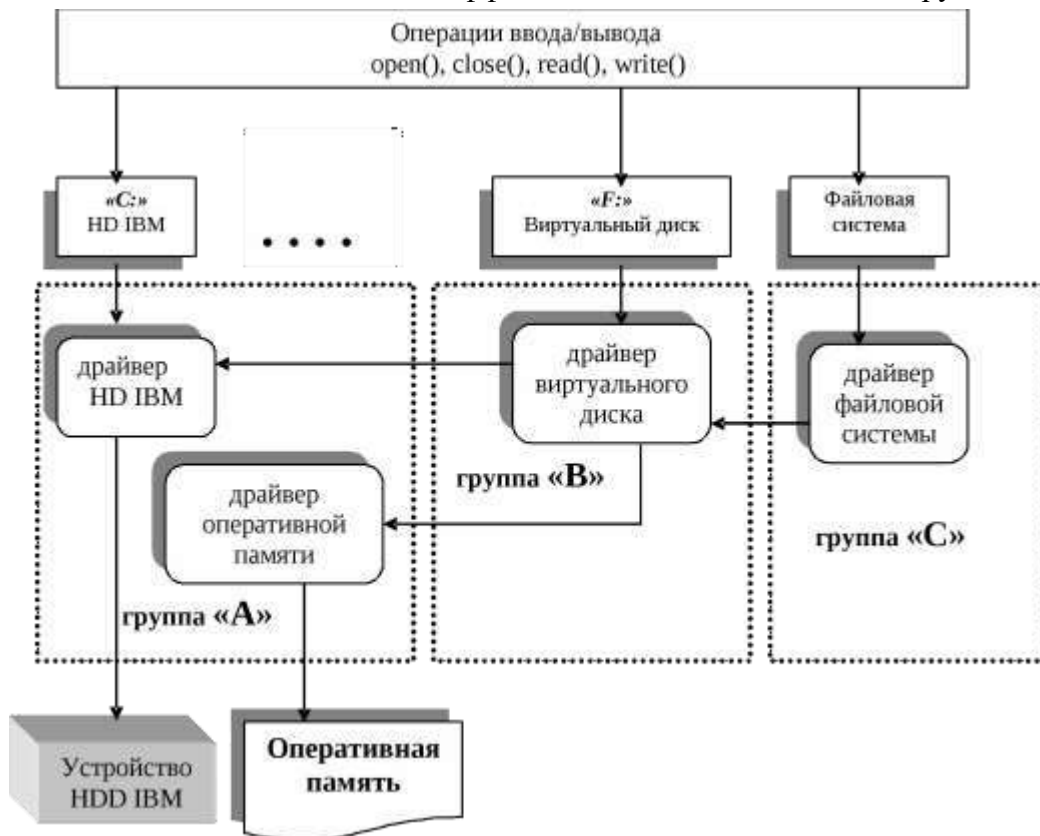 Операции ввода/вывода
open(), close(), read(), write()
«C:»
HD IBM
«F:»
Виртуальный диск
Файловая
система
драйвер
HD IBM
драйвер
виртуального
диска
драйвер
файловой
системы
группа «B»
драйвер
оперативной
памяти
группа «C»
группа «A»
Устройство
HDD IBM
Оперативная
память